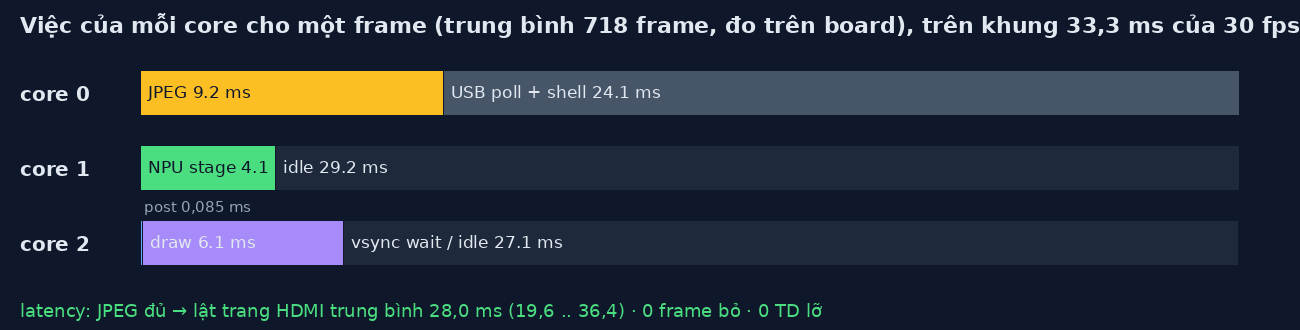 Việc của mỗi core cho một frame (trung bình 718 frame, đo trên board), trên khung 33,3 ms của 30 fps
core 0
JPEG 9.2 ms
USB poll + shell 24.1 ms
core 1
NPU stage 4.1
idle 29.2 ms
post 0,085 ms
core 2
draw 6.1 ms
vsync wait / idle 27.1 ms
latency: JPEG đủ → lật trang HDMI trung bình 28,0 ms (19,6 .. 36,4) · 0 frame bỏ · 0 TD lỡ